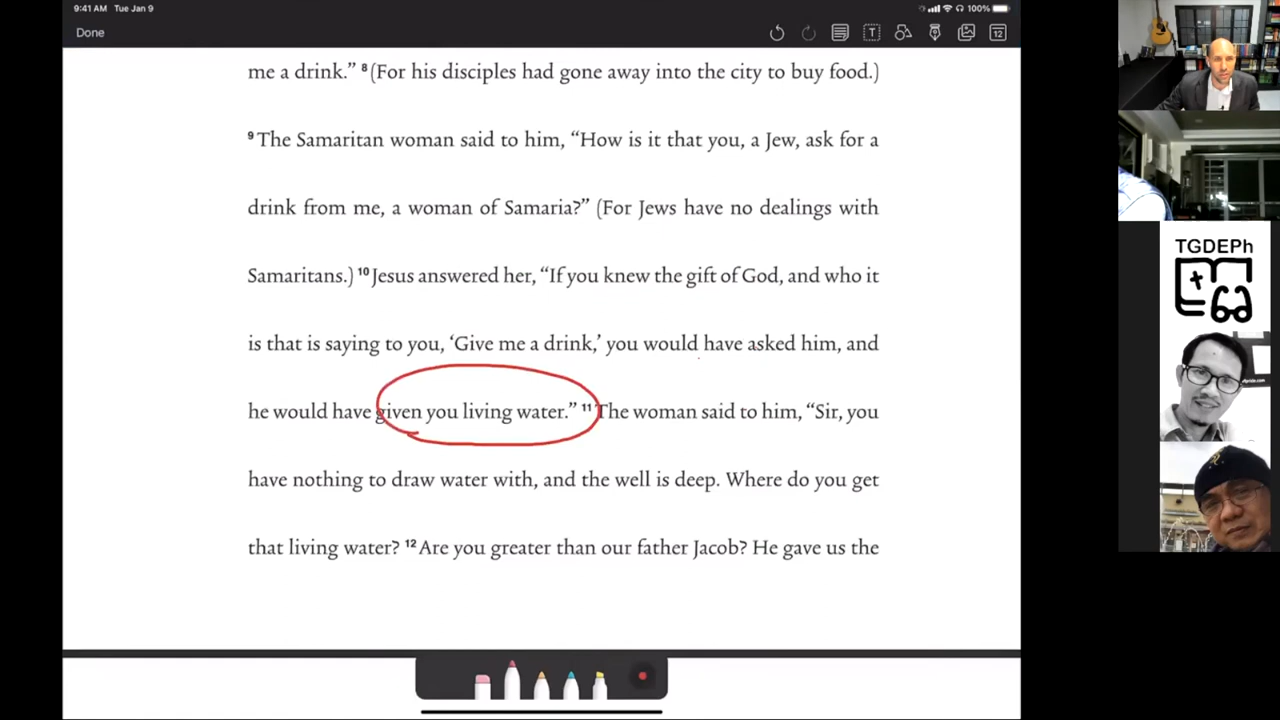 9:41 AM Tue Jan 9
100%
Done
T
12
me a drink.” ⁸ (For his disciples had gone away into the city to buy food.)
⁹ The Samaritan woman said to him, “How is it that you, a Jew, ask for a
drink from me, a woman of Samaria?” (For Jews have no dealings with
Samaritans.) ¹⁰ Jesus answered her, “If you knew the gift of God, and who it
is that is saying to you, ‘Give me a drink,’ you would have asked him, and
he would have given you living water.” ¹¹ The woman said to him, “Sir, you
have nothing to draw water with, and the well is deep. Where do you get
that living water? ¹² Are you greater than our father Jacob? He gave us the
TGDEPh